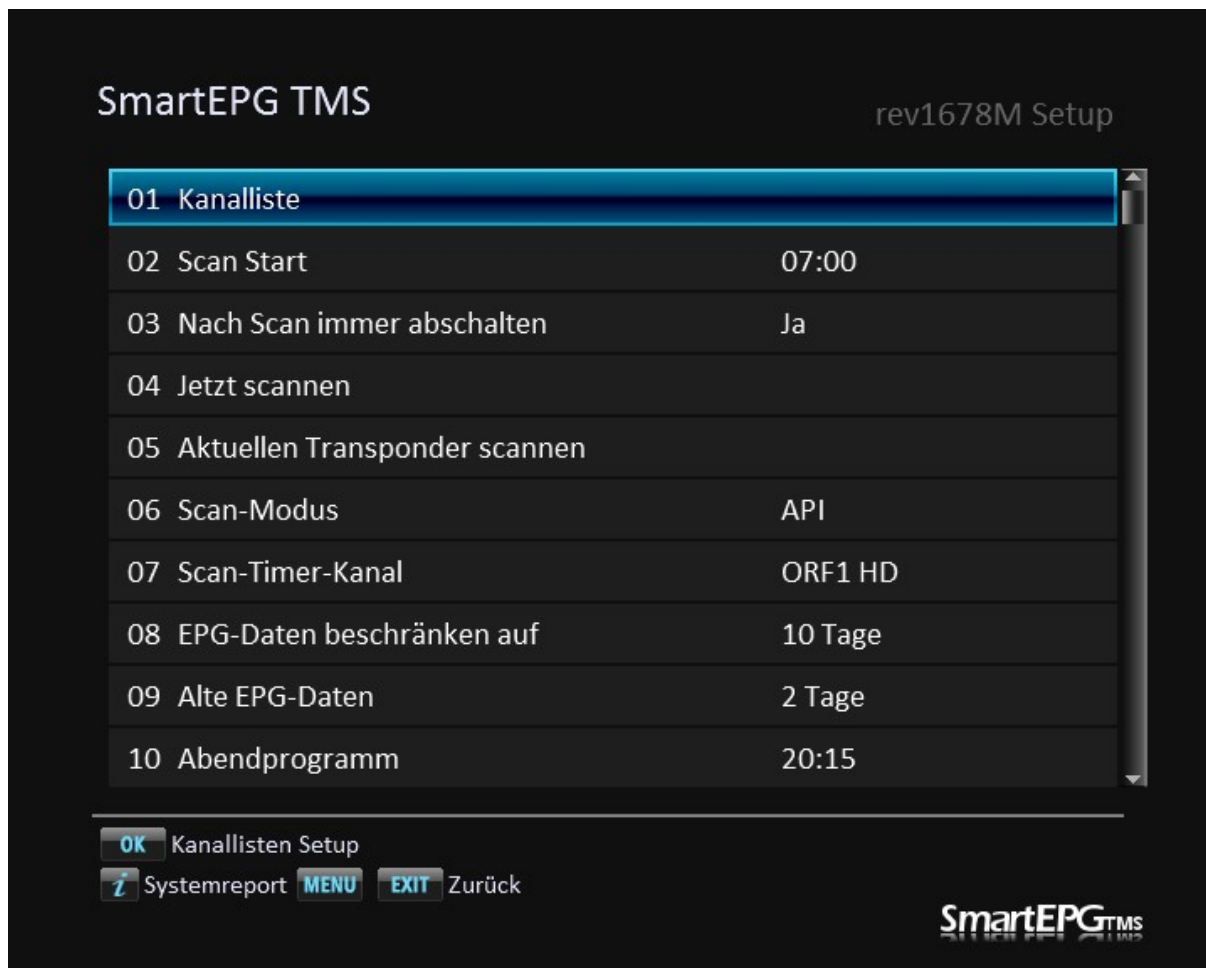 SmartEPG TMS
rev1678M Setup
01 Kanalliste
02 Scan Start 07:00
03 Nach Scan immer abschalten Ja
04 Jetzt scannen
05 Aktuellen Transponder scannen
06 Scan-Modus API
07 Scan-Timer-Kanal ORF1 HD
08 EPG-Daten beschränken auf 10 Tage
09 Alte EPG-Daten 2 Tage
10 Abendprogramm 20:15
OK Kanallisten Setup
i Systemreport MENU EXIT Zurück
SmartEPGTMS